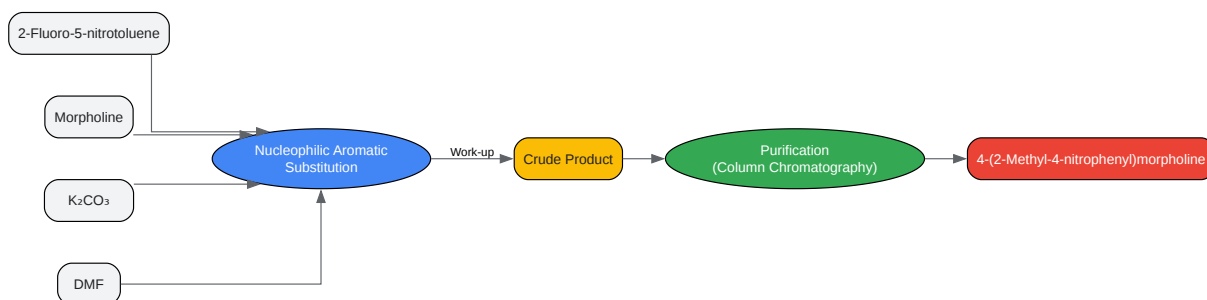 2-Fluoro-5-nitrotoluene
Morpholine
K₂CO₃
DMF
Nucleophilic Aromatic
Substitution
Work-up
Crude Product
Purification
(Column Chromatography)
4-(2-Methyl-4-nitrophenyl)morpholine